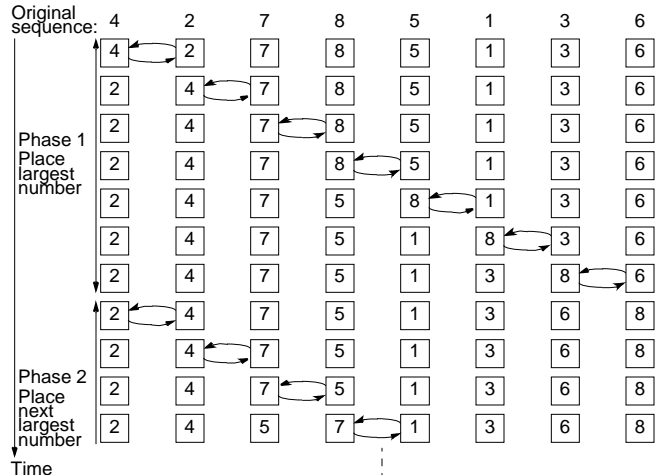 Original
sequence: 4 2 7 8 5 1 3 6
4 2 7 8 5 1 3 6
2 4 7 8 5 1 3 6
2 4 7 8 5 1 3 6
Phase 1
Place
largest
number
2 4 7 8 5 1 3 6
2 4 7 5 8 1 3 6
2 4 7 5 1 8 3 6
2 4 7 5 1 3 8 6
2 4 7 5 1 3 6 8
2 4 7 5 1 3 6 8
Phase 2
Place
next
largest
number
2 4 7 5 1 3 6 8
2 4 5 7 1 3 6 8
Time